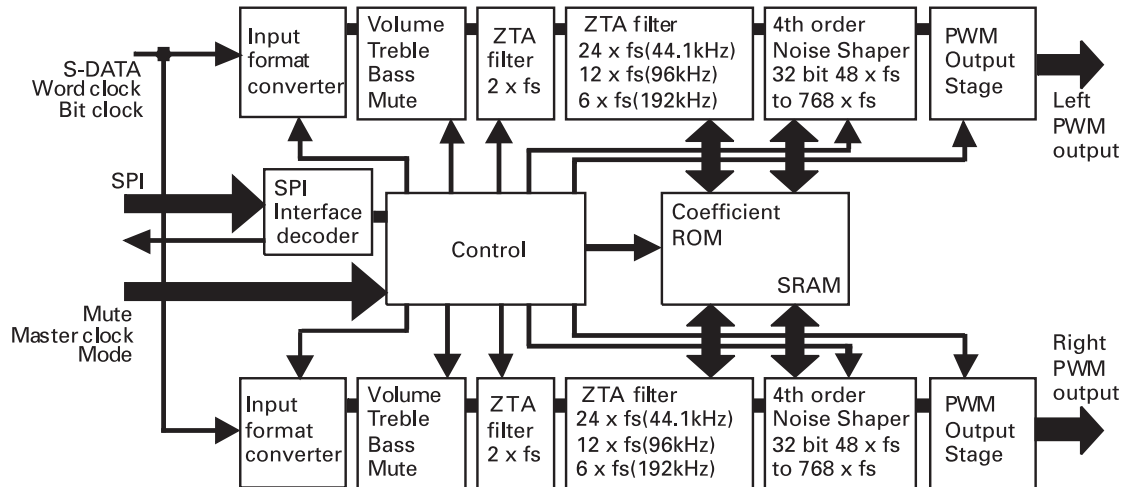 S-DATA
Word clock
Bit clock
Input
format
converter
Volume
Treble
Bass
Mute
ZTA
filter
2 x fs
ZTA filter
24 x fs(44.1kHz)
12 x fs(96kHz)
6 x fs(192kHz)
4th order
Noise Shaper
32 bit 48 x fs
to 768 x fs
PWM
Output
Stage
Left
PWM
output
SPI
SPI
Interface
decoder
Control
Coefficient
ROM
SRAM
Mute
Master clock
Mode
Input
format
converter
Volume
Treble
Bass
Mute
ZTA
filter
2 x fs
ZTA filter
24 x fs(44.1kHz)
12 x fs(96kHz)
6 x fs(192kHz)
4th order
Noise Shaper
32 bit 48 x fs
to 768 x fs
PWM
Output
Stage
Right
PWM
output